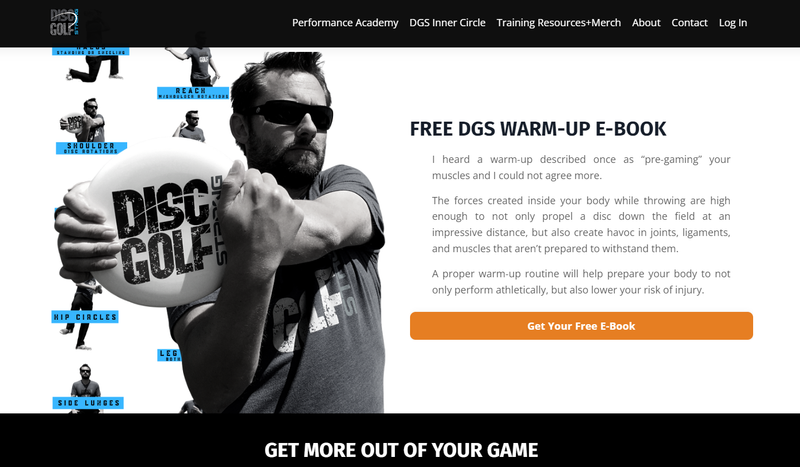 DISC
GOLF
STRONG
Performance Academy
DGS Inner Circle
Training Resources+Merch
About
Contact
Log In
STANDING OR KNEELING
REACH
W/SHOULDER ROTATIONS
SHOULDER
DISC ROTATIONS
DISC
GOLF
STRONG
GOLF
HIP CIRCLES
LEG
BOTH
SIDE LUNGES
FREE DGS WARM-UP E-BOOK
I heard a warm-up described once as “pre-gaming” your
muscles and I could not agree more.
The forces created inside your body while throwing are high
enough to not only propel a disc down the field at an
impressive distance, but also create havoc in joints, ligaments,
and muscles that aren't prepared to withstand them.
A proper warm-up routine will help prepare your body to not
only perform athletically, but also lower your risk of injury.
Get Your Free E-Book
GET MORE OUT OF YOUR GAME